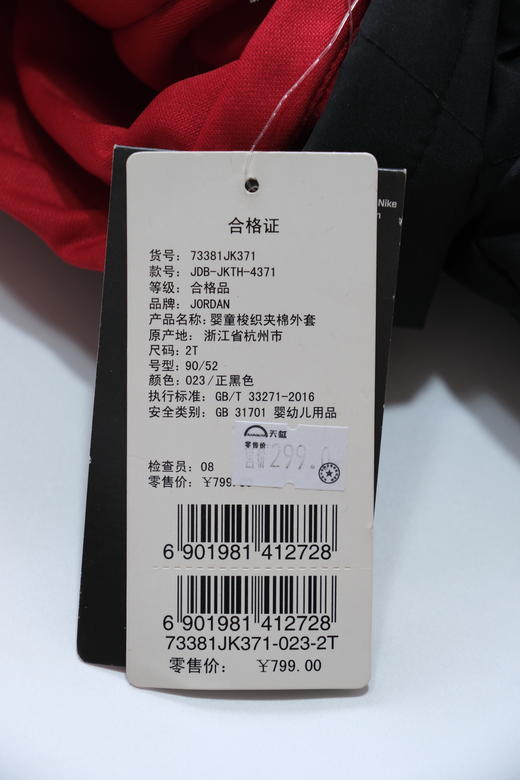 Nike
合格证
货号: 73381JK371
款号: JDB-JKTH-4371
等级: 合格品
品牌: JORDAN
产品名称: 婴童梭织夹棉外套
原产地: 浙江省杭州市
尺码: 2T
号型: 90/52
颜色: 023/正黑色
执行标准: GB/T 33271-2016
安全类别: GB 31701 婴幼儿用品
天虹
零售价
299.0
检查员: 08
零售价: ￥799.
6 901981 412728
6 901981 412728
73381JK371-023-2T
零售价: ￥799.00